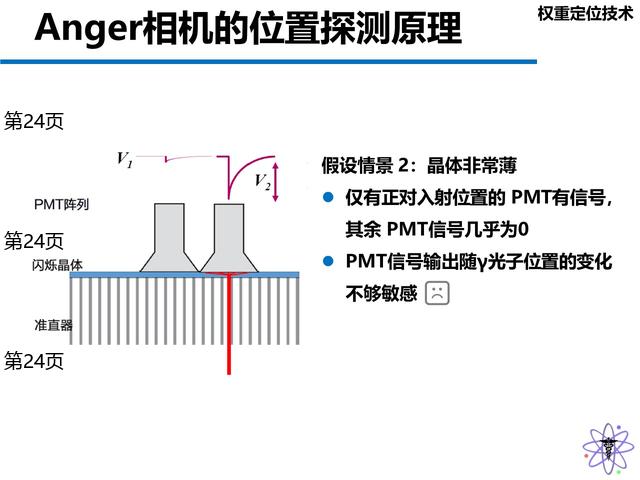 Anger相机的位置探测原理
权重定位技术
第24页
V1
V2
PMT阵列
第24页
闪烁晶体
准直器
第24页
假设情景 2：晶体非常薄
仅有正对入射位置的 PMT有信号，
其余 PMT信号几乎为0
PMT信号输出随γ光子位置的变化
不够敏感